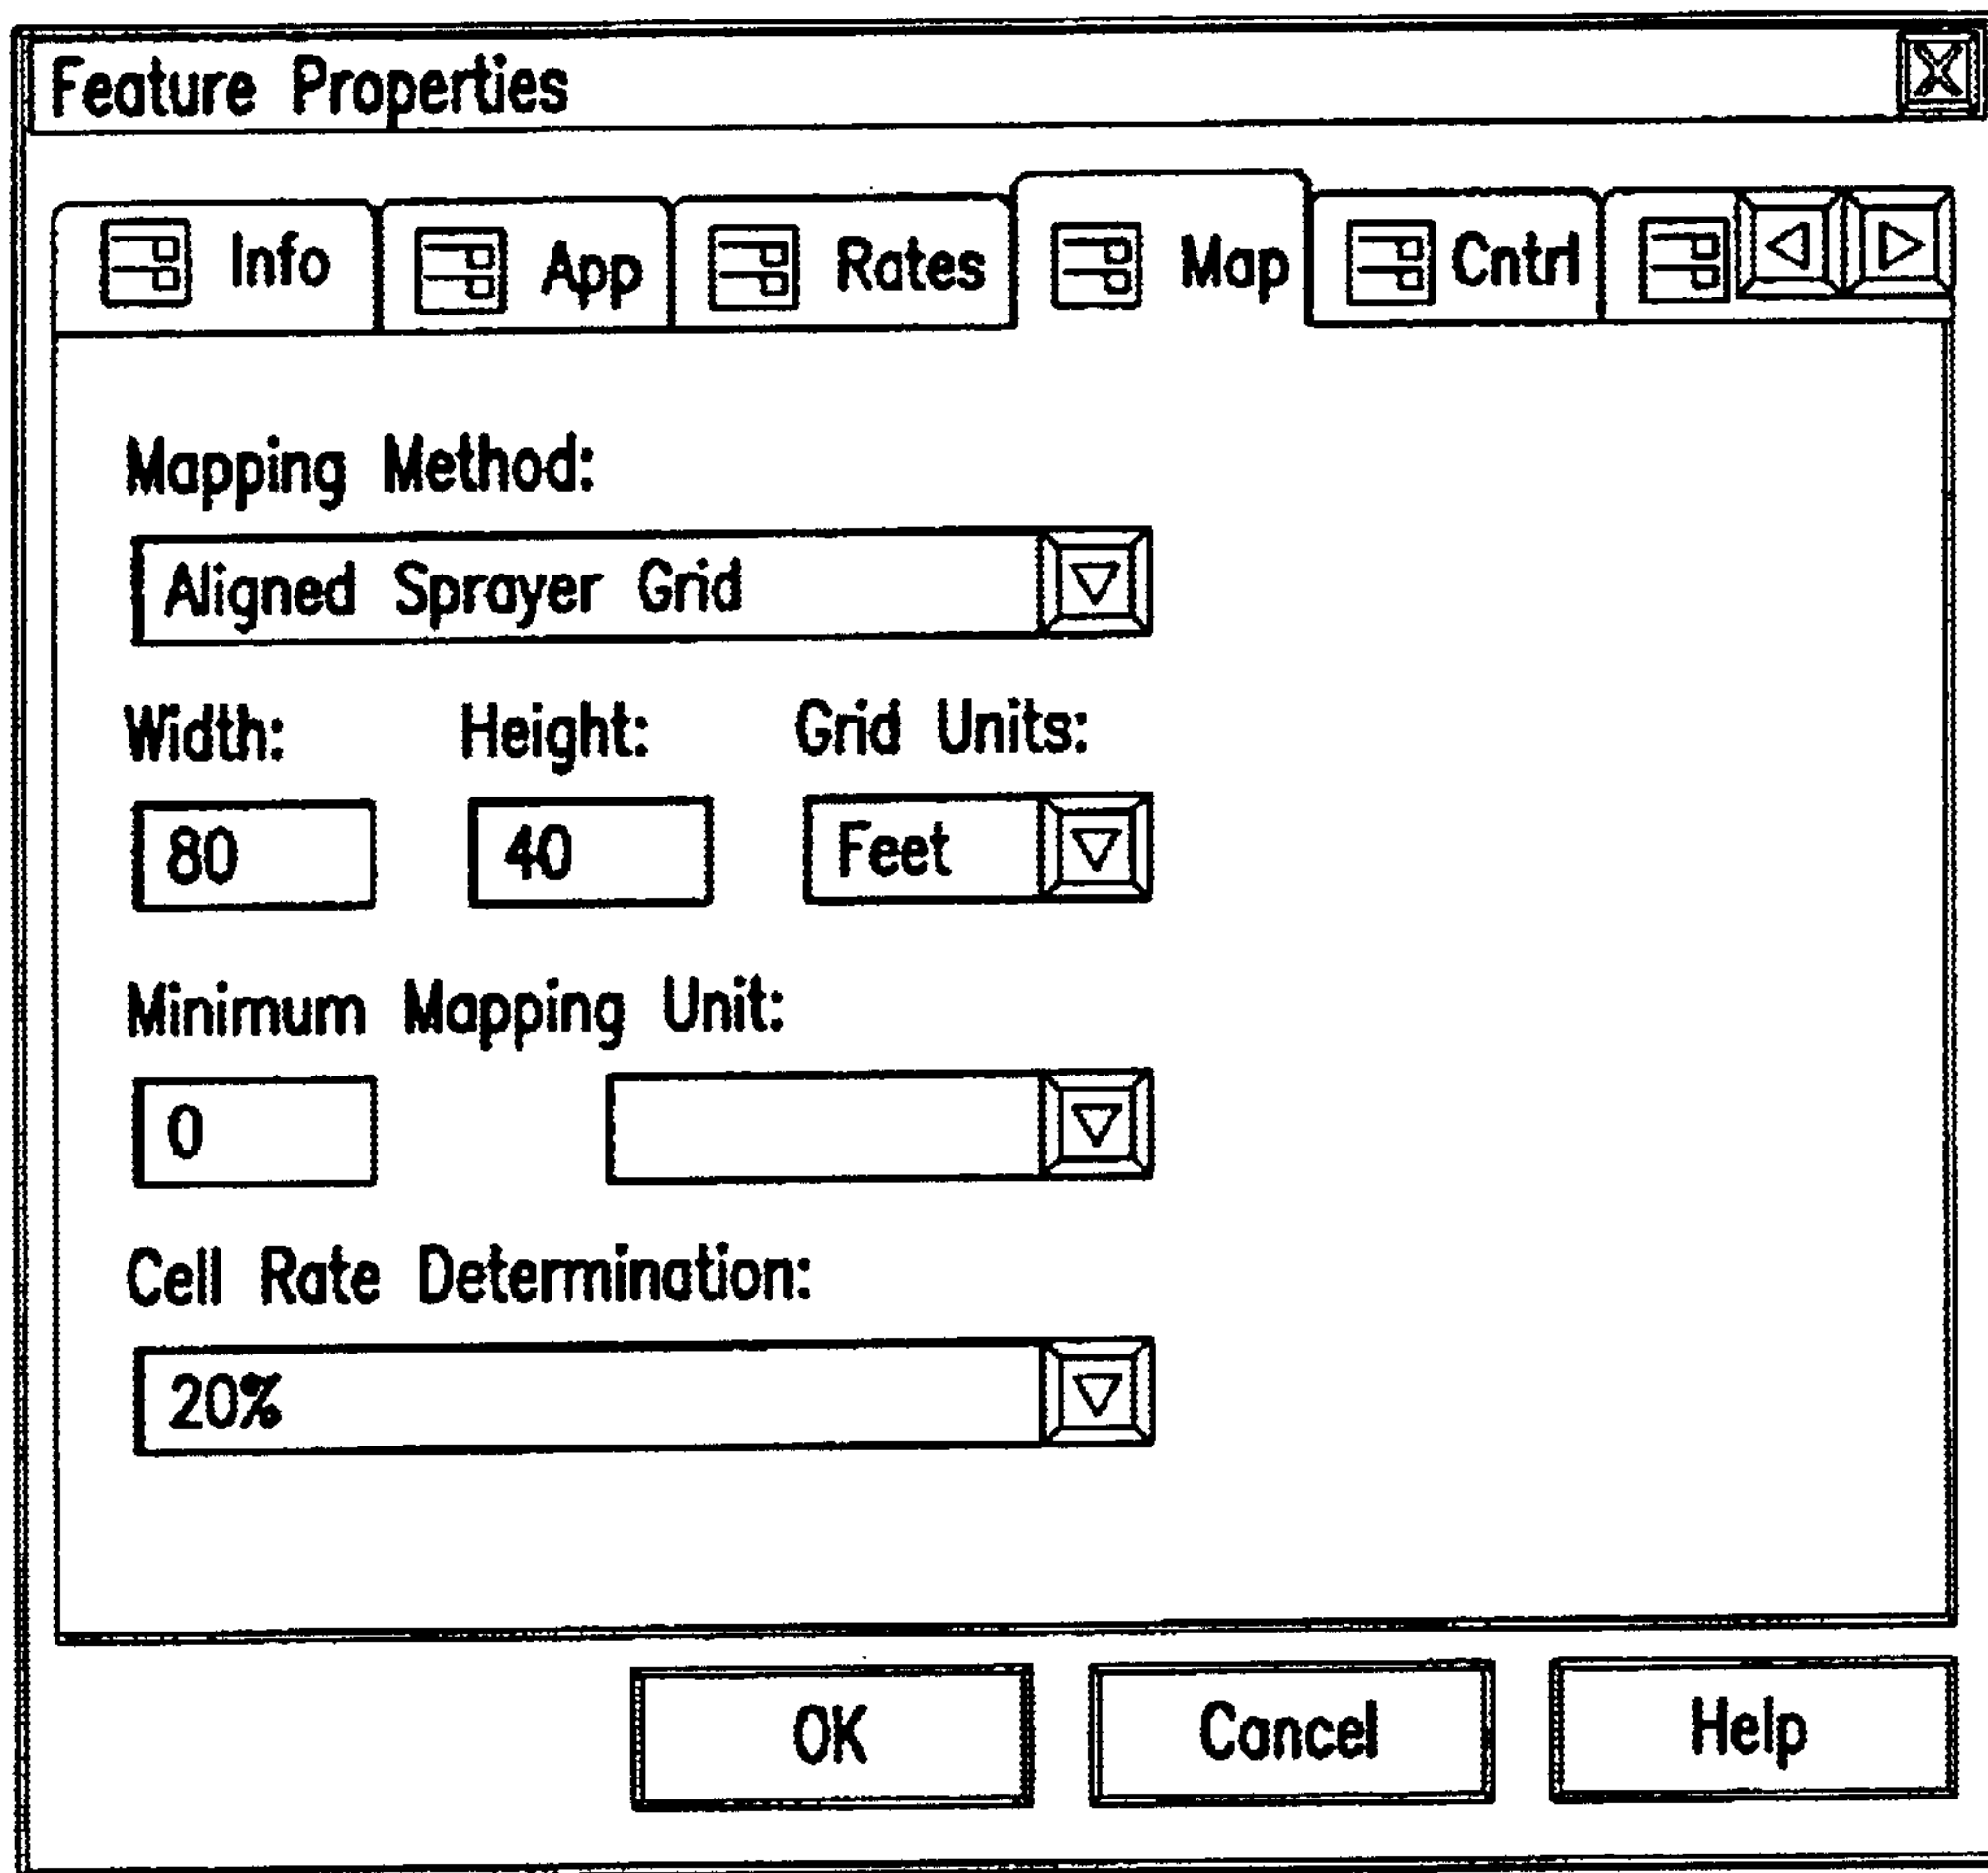 Feature Properties
Info App Rates Map Cntrl
Mapping Method:
Aligned Sprayer Grid
Width: Height: Grid Units:
80 40 Feet
Minimum Mapping Unit:
0
Cell Rate Determination:
20%
OK Cancel Help